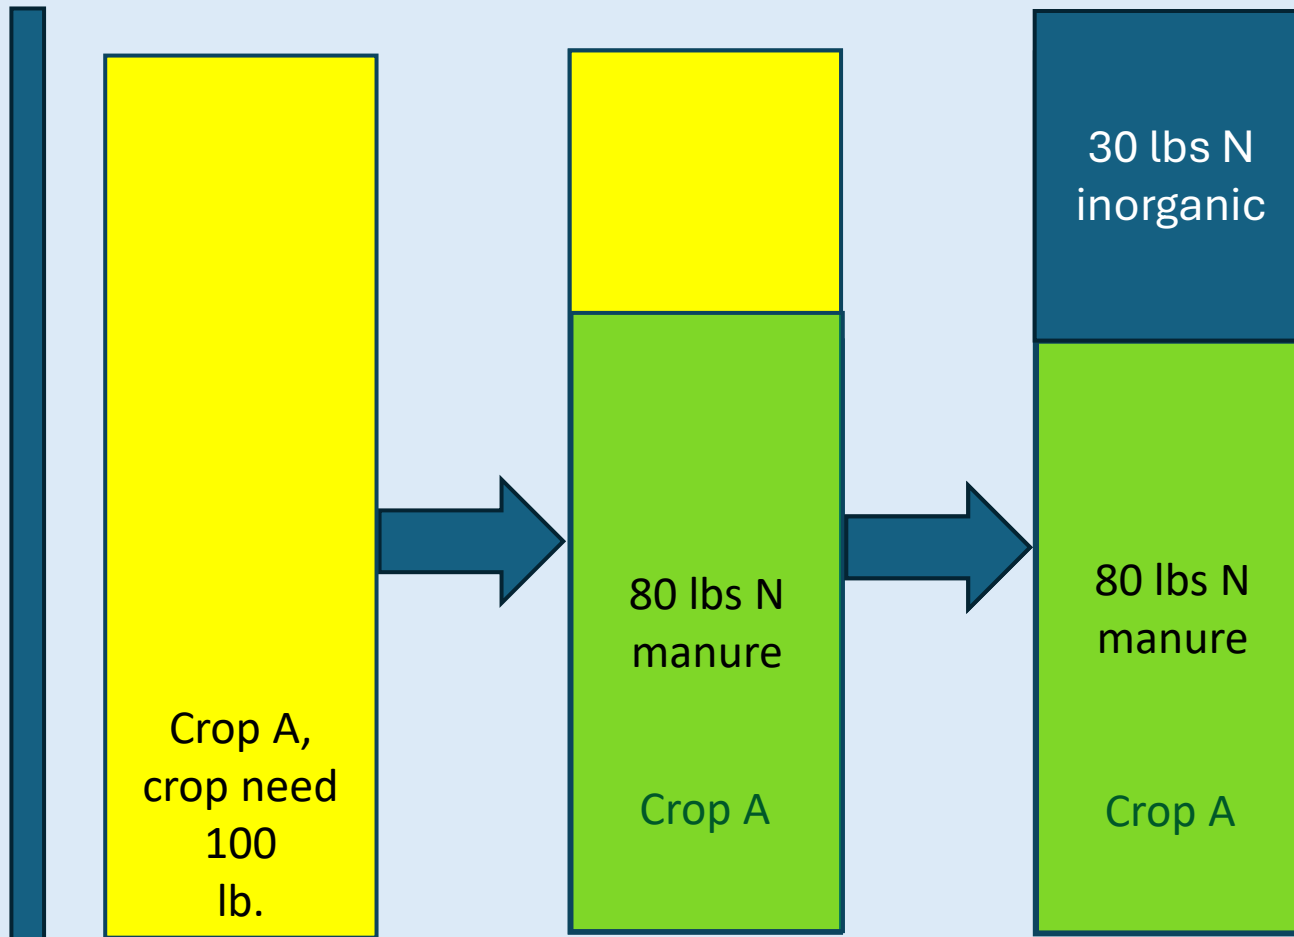 Crop A,
crop need
100
lb.
80 lbs N
manure
Crop A
30 lbs N
inorganic
80 lbs N
manure
Crop A